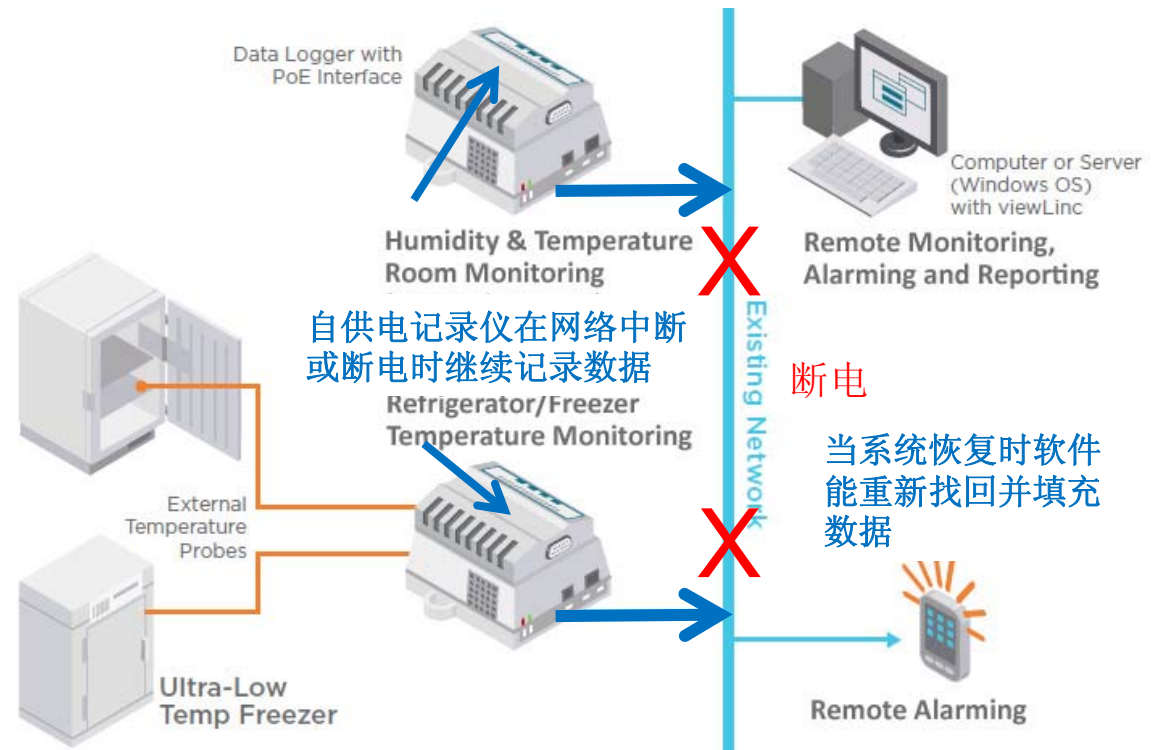 Data Logger with
PoE Interface
Computer or Server
(Windows OS)
with viewLinc
Humidity & Temperature
Room Monitoring
Remote Monitoring,
Alarming and Reporting
X
Existing Network
自供电记录仪在网络中断
或断电时继续记录数据
断电
Refrigerator/Freezer
Temperature Monitoring
当系统恢复时软件
能重新找回并填充
数据
External
Temperature
Probes
X
Ultra-Low
Temp Freezer
Remote Alarming